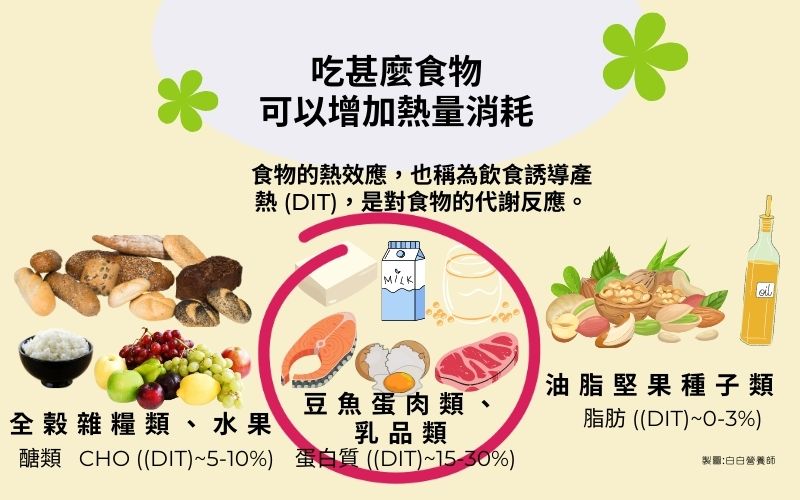 吃甚麼食物
可以增加熱量消耗
食物的熱效應，也稱為飲食誘導產
熱 (DIT)，是對食物的代謝反應。
MiLK
oil
全穀雜糧類、水果
醣類 CHO ((DIT)~5-10%)
豆魚蛋肉類、
乳品類
蛋白質 ((DIT)~15-30%)
油脂堅果種子類
脂肪 ((DIT)~0-3%)
製圖:白白營養師